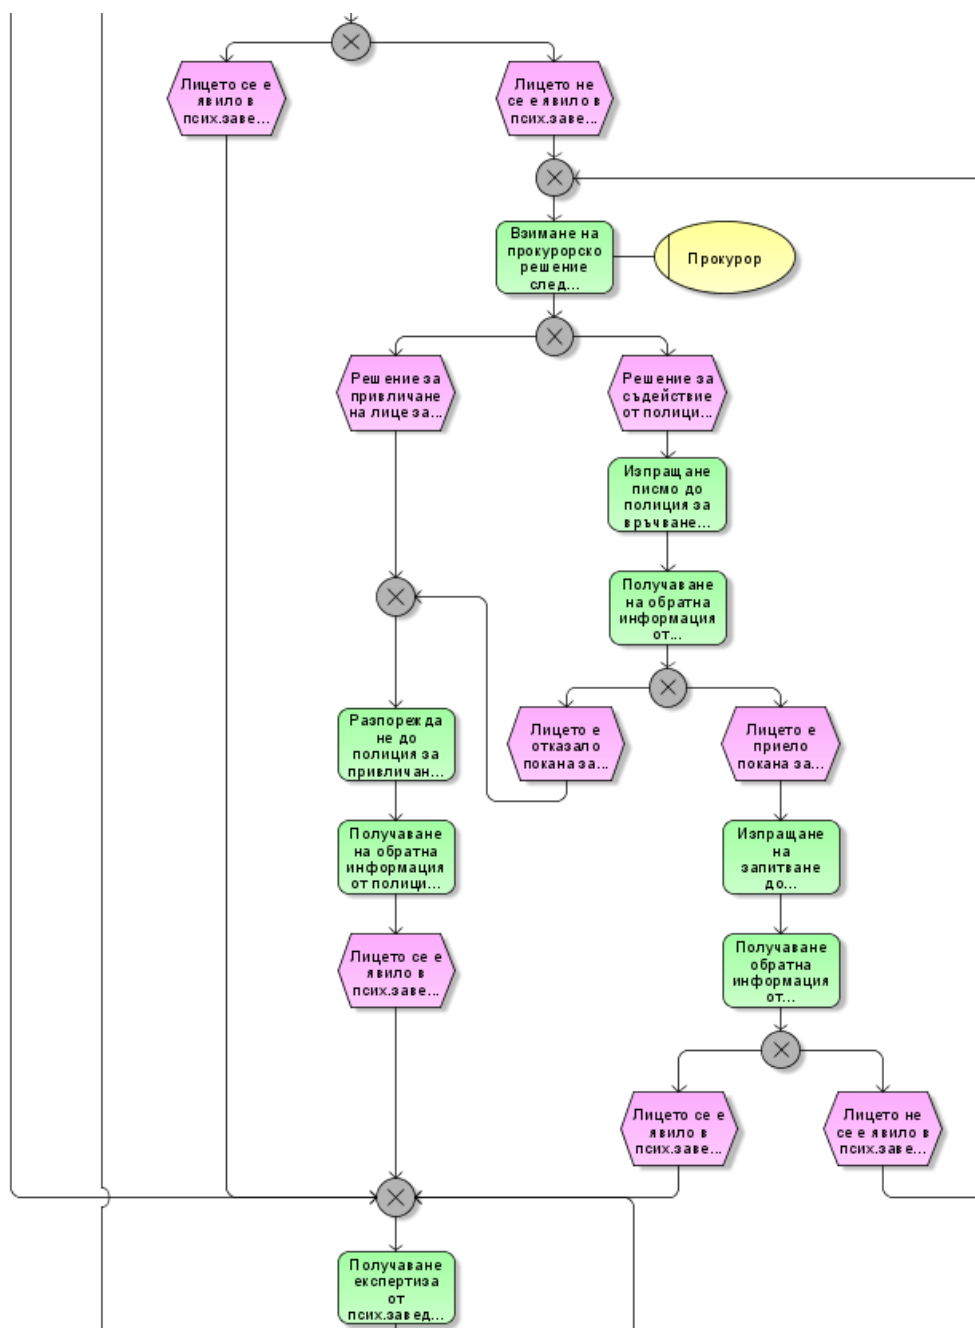 Лицето се е
явило в
псих.заве...
Лицето не
се е явило в
псих.заве...
Взимане на
прокурорско
решение
след...
Прокурор
Решение за
привличане
на лице за...
Решение за
съдействие
от полици...
Изпращане
писмо до
полиция за
връчване...
Получаване
на обратна
информация
от...
Лицето е
отказало
покана за...
Лицето е
приело
покана за...
Разпорежда
не до
полиция за
привличан...
Получаване
на обратна
информация
от полици...
Изпращане
на
запитване
до...
Лицето се е
явило в
псих.заве...
Получаване
обратна
информация
от...
Лицето се е
явило в
псих.заве...
Лицето не
се е явило в
псих.заве...
Получаване
експертиза
от
псих.завед...